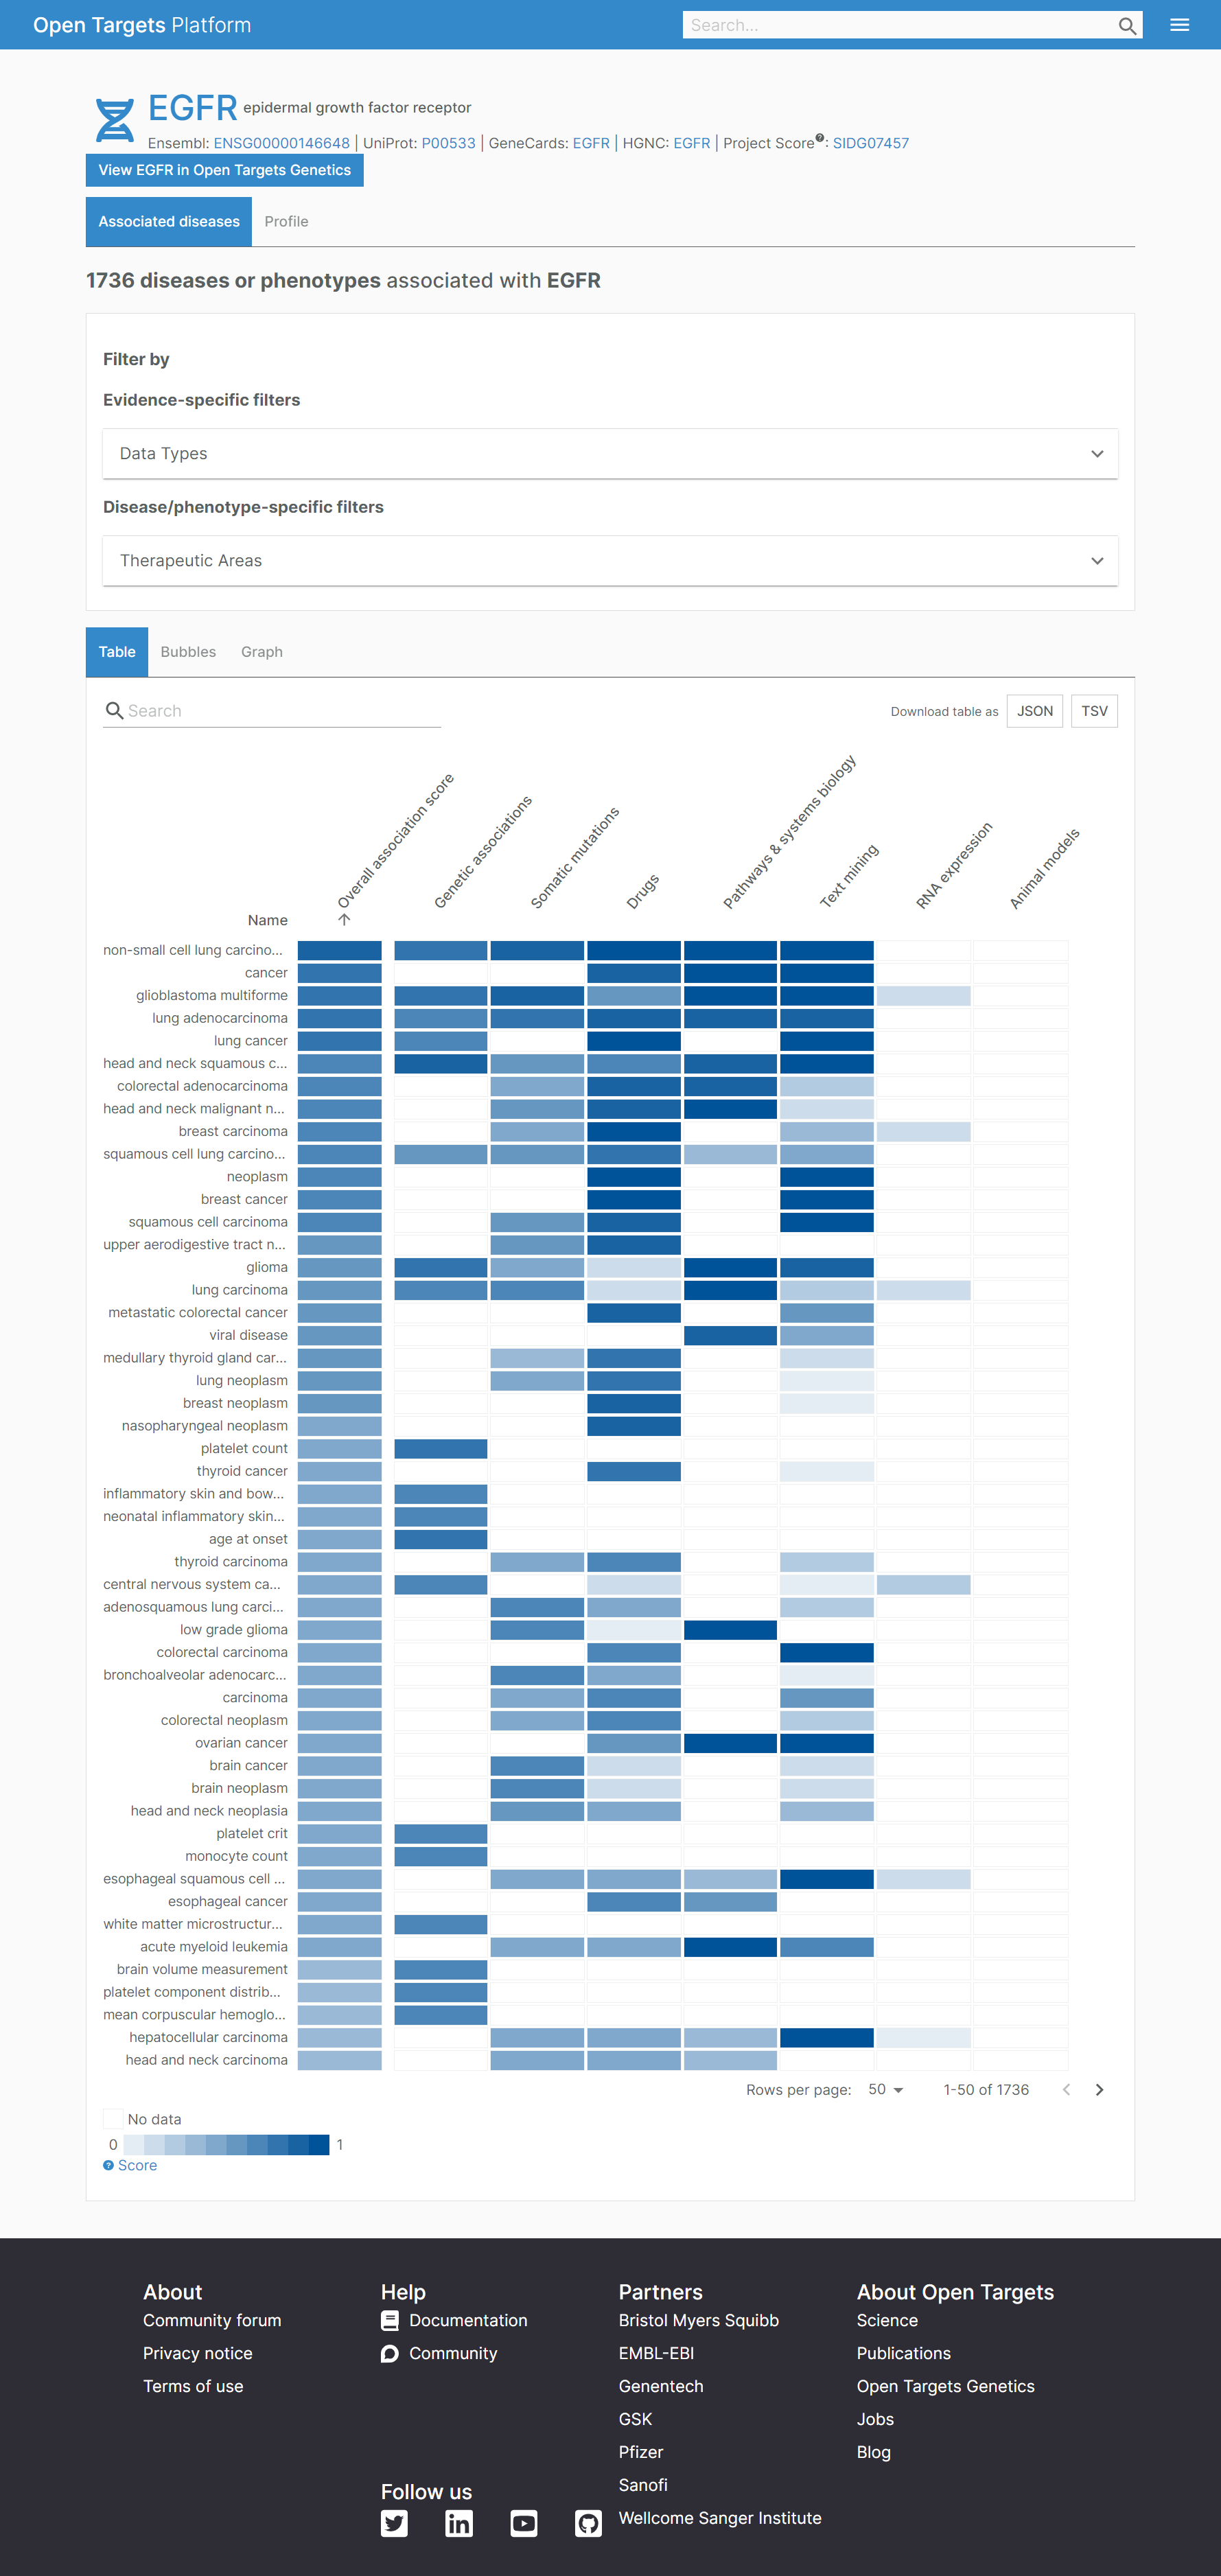 Open Targets Platform
Search...
EGFR epidermal growth factor receptor
Ensembl: ENSG00000146648 | UniProt: P00533 | GeneCards: EGFR | HGNC: EGFR | Project Score?: SIDG07457
View EGFR in Open Targets Genetics
Associated diseases
Profile
1736 diseases or phenotypes associated with EGFR
Filter by
Evidence-specific filters
Data Types
Disease/phenotype-specific filters
Therapeutic Areas
Table
Bubbles
Graph
Search
Download table as
JSON
TSV
Name
Overall association score
Genetic associations
Somatic mutations
Drugs
Pathways & systems biology
Text mining
RNA expression
Animal models
non-small cell lung carcino...
cancer
glioblastoma multiforme
lung adenocarcinoma
lung cancer
head and neck squamous c...
colorectal adenocarcinoma
head and neck malignant n...
breast carcinoma
squamous cell lung carcino...
neoplasm
breast cancer
squamous cell carcinoma
upper aerodigestive tract n...
glioma
lung carcinoma
metastatic colorectal cancer
viral disease
medullary thyroid gland car...
lung neoplasm
breast neoplasm
nasopharyngeal neoplasm
platelet count
thyroid cancer
inflammatory skin and bow...
neonatal inflammatory skin...
age at onset
thyroid carcinoma
central nervous system ca...
adenosquamous lung carci...
low grade glioma
colorectal carcinoma
bronchoalveolar adenocarc...
carcinoma
colorectal neoplasm
ovarian cancer
brain cancer
brain neoplasm
head and neck neoplasia
platelet crit
monocyte count
esophageal squamous cell ...
esophageal cancer
white matter microstructur...
acute myeloid leukemia
brain volume measurement
platelet component distrib...
mean corpuscular hemoglo...
hepatocellular carcinoma
head and neck carcinoma
Rows per page: 50
1-50 of 1736
No data
0 1
? Score
About
Community forum
Privacy notice
Terms of use
Help
Documentation
Community
Follow us
Partners
Bristol Myers Squibb
EMBL-EBI
Genentech
GSK
Pfizer
Sanofi
Wellcome Sanger Institute
About Open Targets
Science
Publications
Open Targets Genetics
Jobs
Blog